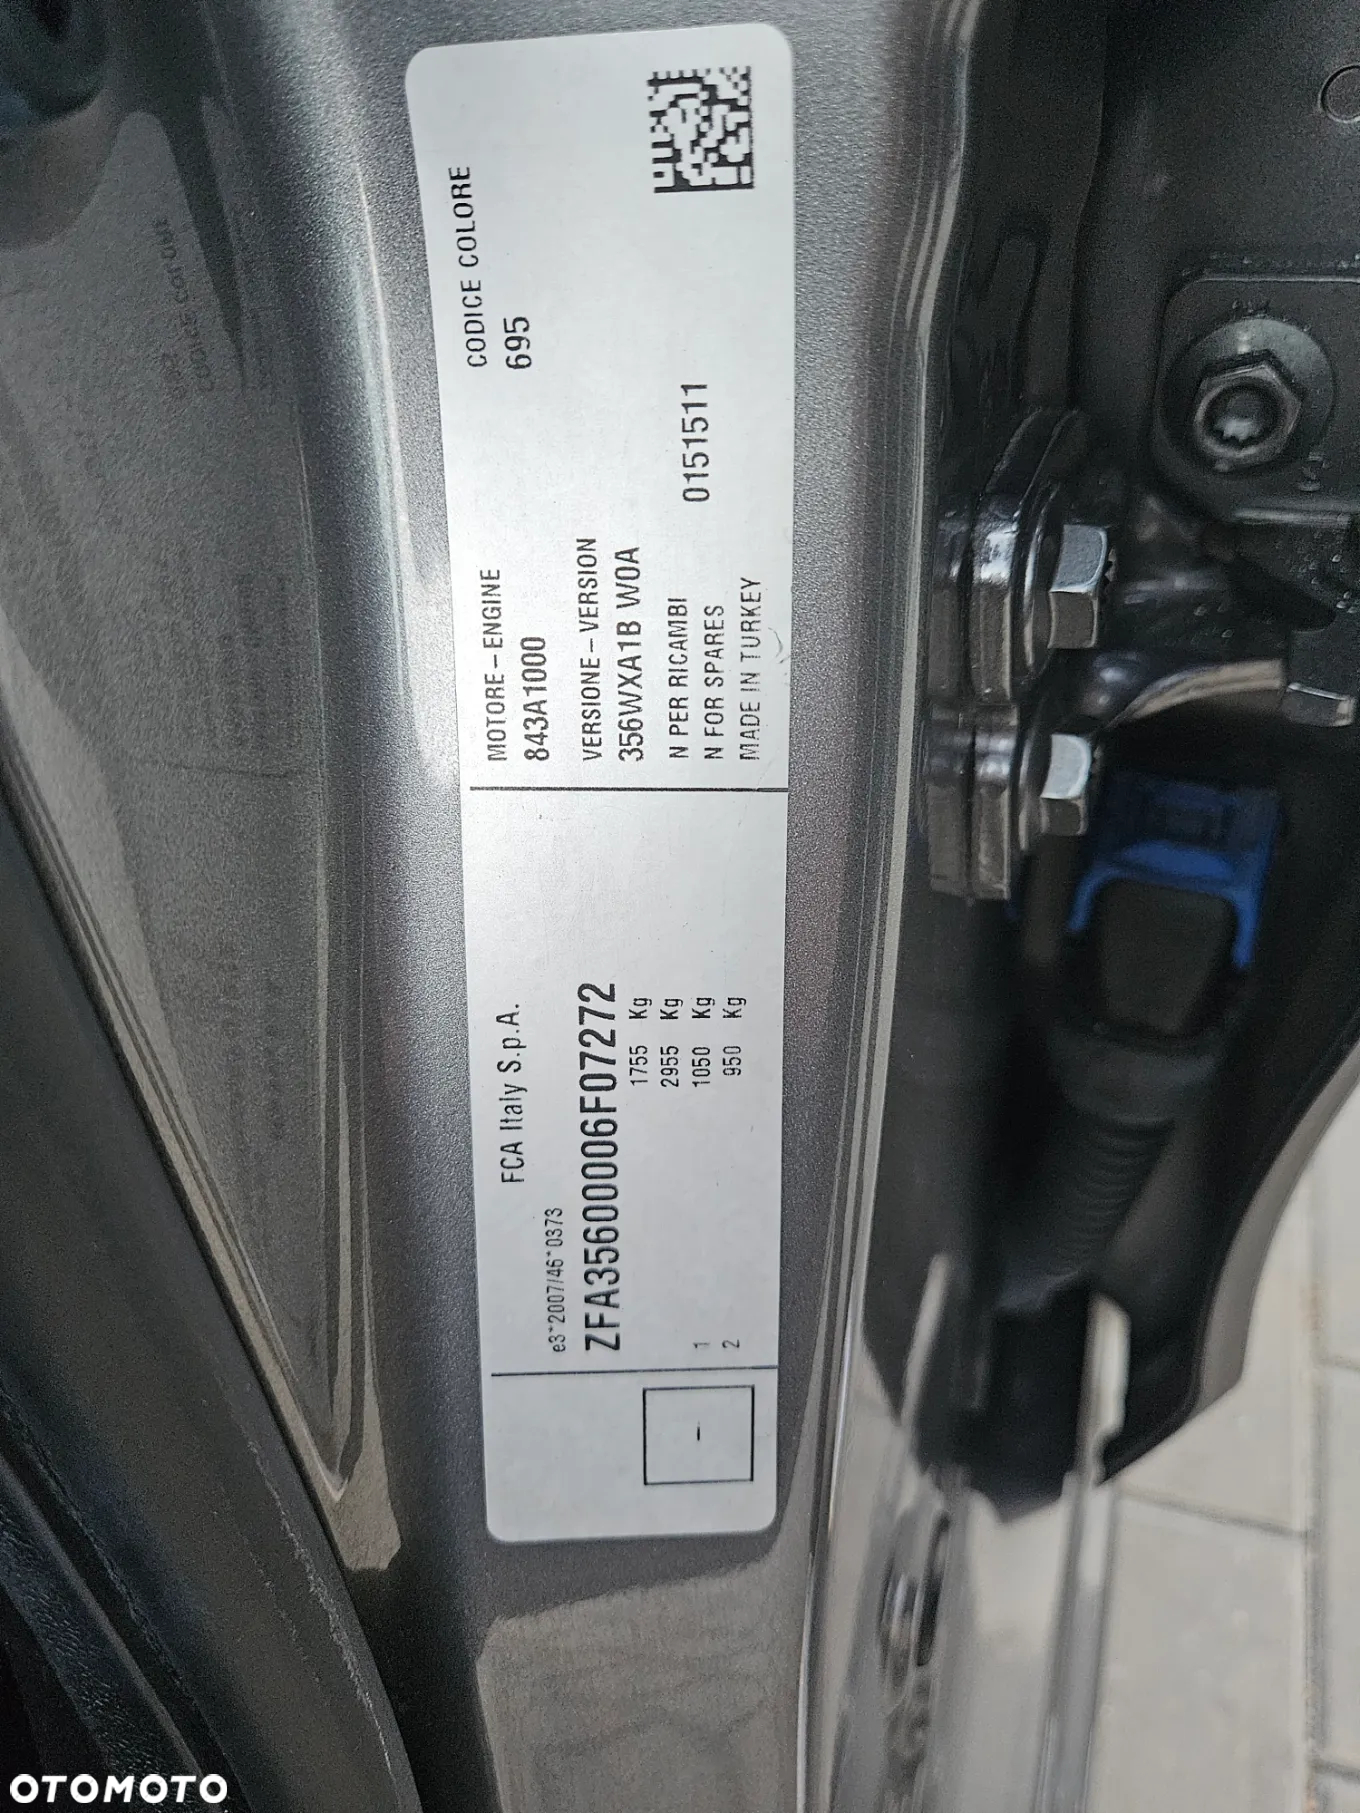 FCA Italy S.p.A.
e3*2007/46*0373
ZFA35600006F07272
1755 Kg
2955 Kg
1 1050 Kg
2 950 Kg
-
MOTORE-ENGINE
843A1000
CODICE COLORE
695
VERSIONE-VERSION
356WXA1B W0A
N PER RICAMBI
N FOR SPARES
0151511
MADE IN TURKEY
OTOMOTO